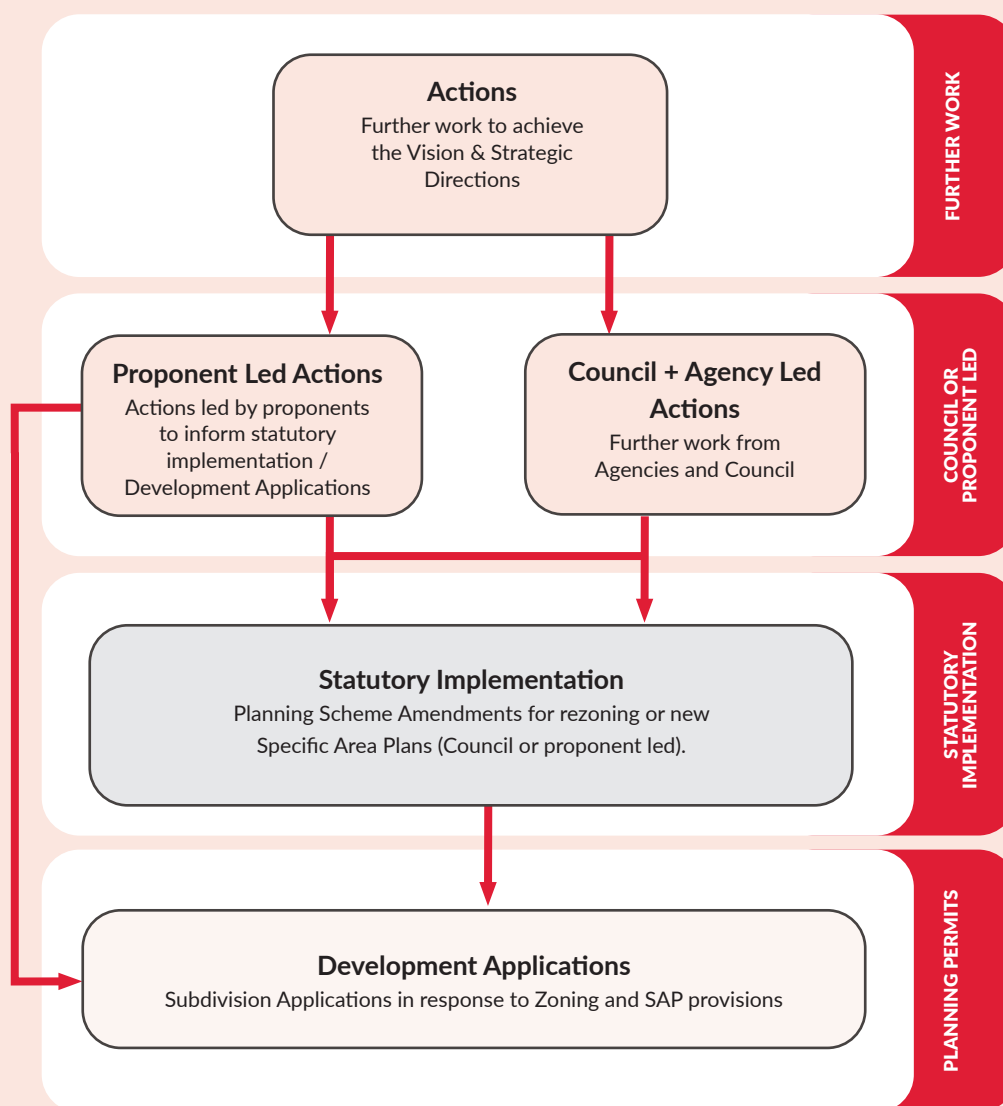 Actions
Further work to achieve
the Vision & Strategic
Directions
FURTHER WORK
Proponent Led Actions
Actions led by proponents
to inform statutory
implementation /
Development Applications
Council + Agency Led
Actions
Further work from
Agencies and Council
COUNCIL OR
PROPONENT LED
Statutory Implementation
Planning Scheme Amendments for rezoning or new
Specific Area Plans (Council or proponent led).
STATUTORY
IMPLEMENTATION
Development Applications
Subdivision Applications in response to Zoning and SAP provisions
PLANNING PERMITS